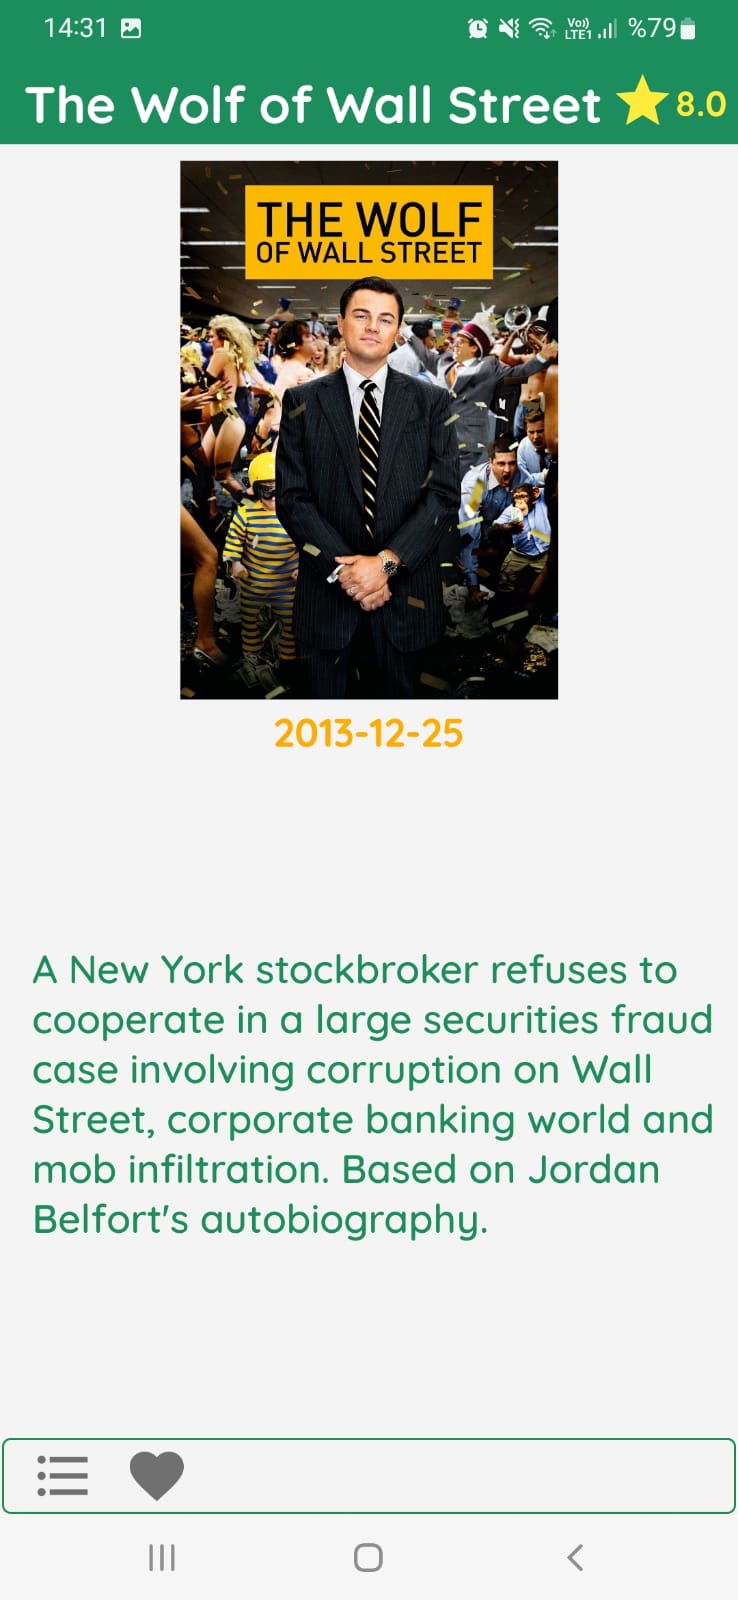 14:31
Vo)) LTE1 %79
The Wolf of Wall Street 8.0
THE WOLF
OF WALL STREET
2013-12-25
A New York stockbroker refuses to
cooperate in a large securities fraud
case involving corruption on Wall
Street, corporate banking world and
mob infiltration. Based on Jordan
Belfort's autobiography.